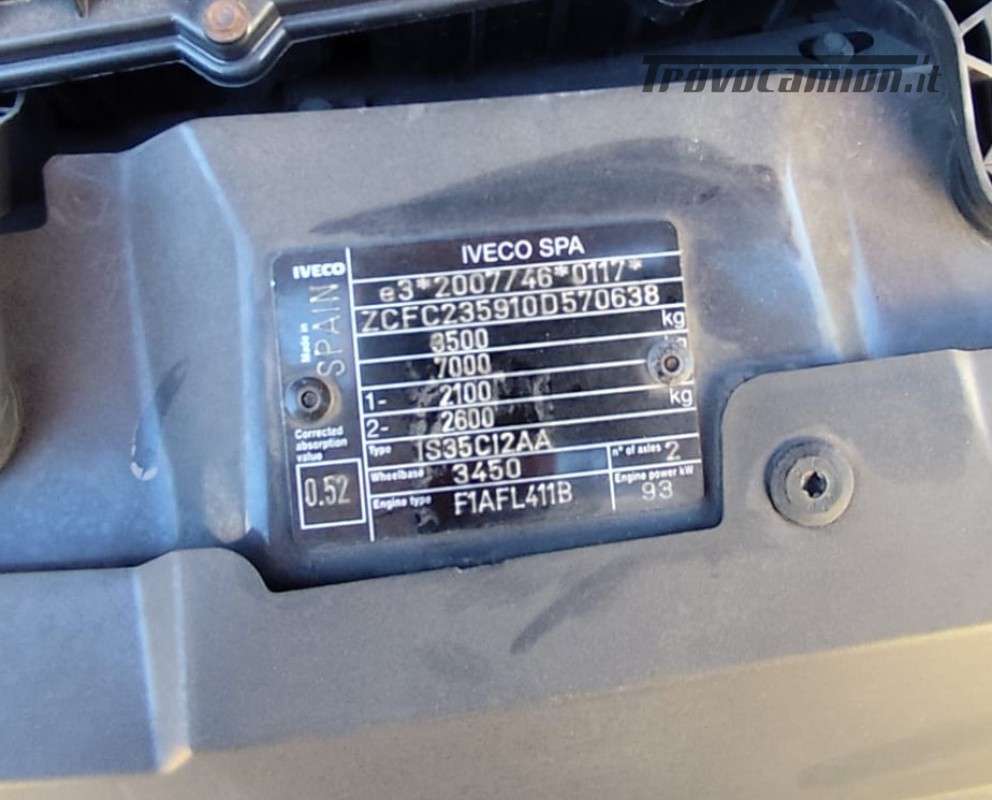 Trovocamion.it
IVECO
Made in
SPAIN
IVECO SPA
e3*2007/46*0117*
ZCFC235910D570638
3500 kg
7000
1- 2100 kg
2- 2600
Type IS35CI2AA
Wheelbase 3450 n° of axles 2
Engine type F1AFL411B Engine power kW 93
Corrected
absorption
value
0.52